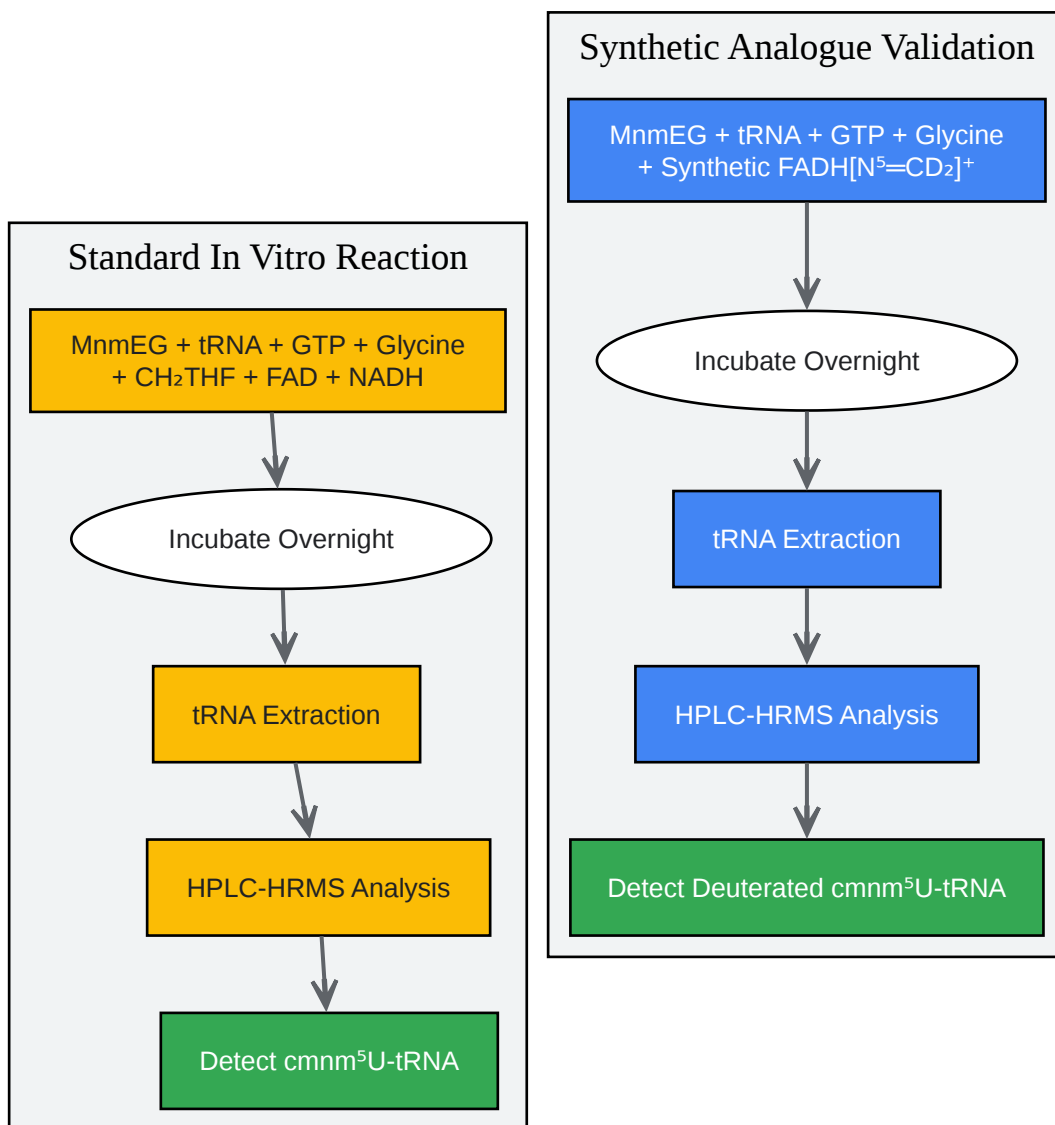 Standard In Vitro Reaction
MnmEG + tRNA + GTP + Glycine
+ CH₂THF + FAD + NADH
Incubate Overnight
tRNA Extraction
HPLC-HRMS Analysis
Detect cmnm⁵U-tRNA
Synthetic Analogue Validation
MnmEG + tRNA + GTP + Glycine
+ Synthetic FADH[N⁵═CD₂]⁺
Incubate Overnight
tRNA Extraction
HPLC-HRMS Analysis
Detect Deuterated cmnm⁵U-tRNA